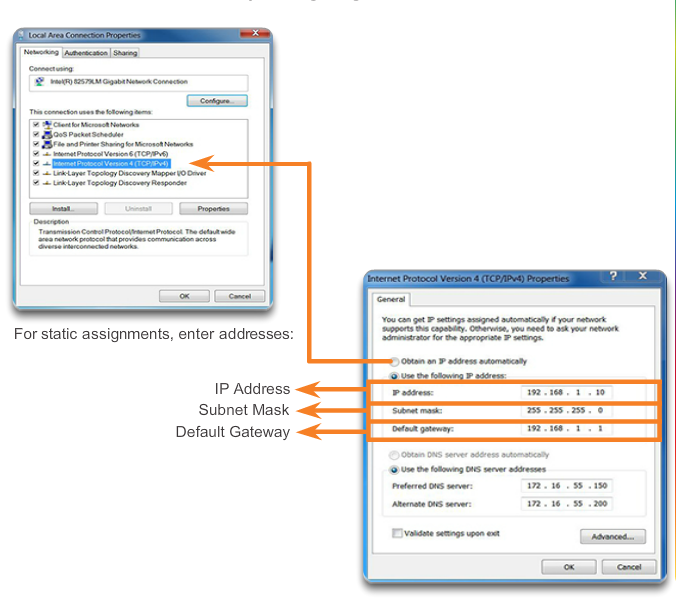 Local Area Connection Properties
Networking Authentication Sharing
Connect using:
Intel(R) 82579LM Gigabit Network Connection
Configure...
This connection uses the following items:
Client for Microsoft Networks
QoS Packet Scheduler
File and Printer Sharing for Microsoft Networks
Internet Protocol Version 6 (TCP/IPv6)
Internet Protocol Version 4 (TCP/IPv4)
Link-Layer Topology Discovery Mapper I/O Driver
Link-Layer Topology Discovery Responder
Install... Uninstall Properties
Description
Transmission Control Protocol/Internet Protocol. The default wide
area network protocol that provides communication across
diverse interconnected networks.
OK Cancel
For static assignments, enter addresses:
IP Address
Subnet Mask
Default Gateway
Internet Protocol Version 4 (TCP/IPv4) Properties
General
You can get IP settings assigned automatically if your network
supports this capability. Otherwise, you need to ask your network
administrator for the appropriate IP settings.
Obtain an IP address automatically
Use the following IP address:
IP address: 192 . 168 . 1 . 10
Subnet mask: 255 . 255 . 255 . 0
Default gateway: 192 . 168 . 1 . 1
Obtain DNS server address automatically
Use the following DNS server addresses
Preferred DNS server: 172 . 16 . 55 . 150
Alternate DNS server: 172 . 16 . 55 . 200
Validate settings upon exit
Advanced...
OK Cancel